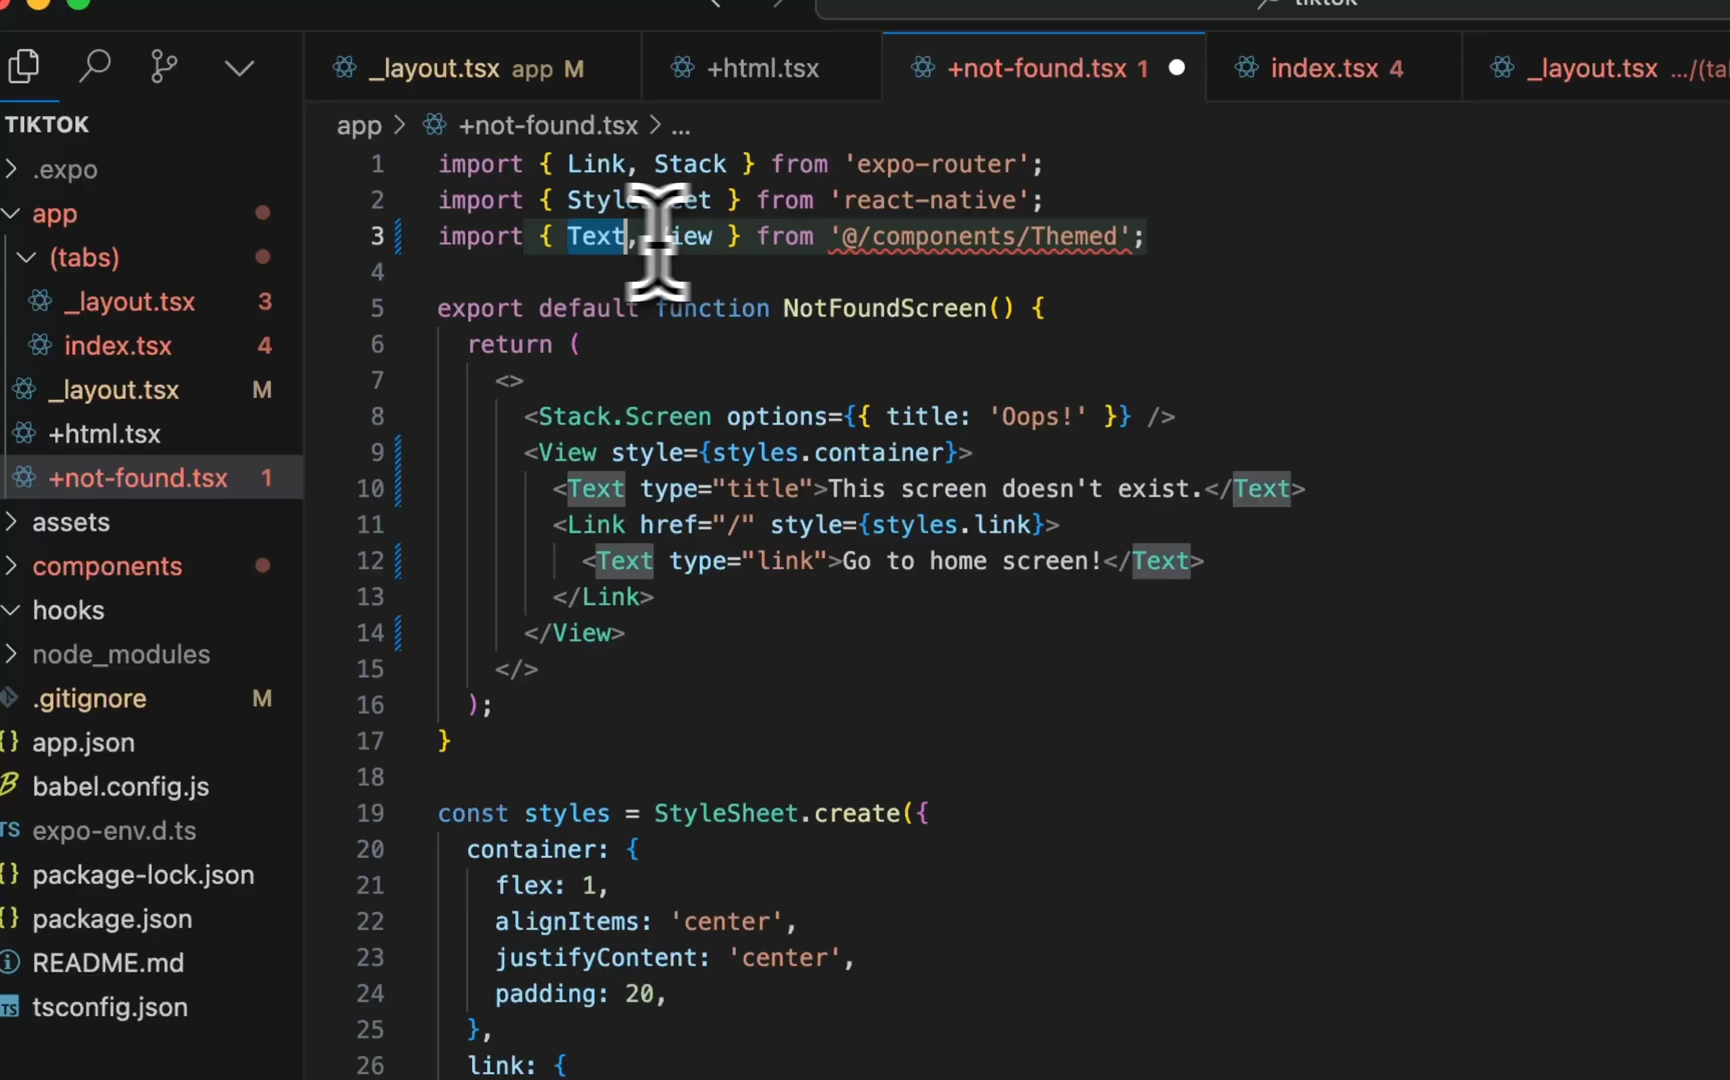 tiktok
_layout.tsx app M
+html.tsx
+not-found.tsx 1
index.tsx 4
_layout.tsx .../(ta
TIKTOK
.expo
app
(tabs)
_layout.tsx 3
index.tsx 4
_layout.tsx M
+html.tsx
+not-found.tsx 1
assets
components
hooks
node_modules
.gitignore M
{} app.json
B babel.config.js
TS expo-env.d.ts
{} package-lock.json
{} package.json
README.md
TS tsconfig.json
app > +not-found.tsx > ...
1 import { Link, Stack } from 'expo-router';
2 import { Styl eet } from 'react-native';
3 import { Text, iew } from '@/components/Themed';
4
5 export default function NotFoundScreen() {
6 return (
7 <>
8 <Stack.Screen options={{ title: 'Oops!' }} />
9 <View style={styles.container}>
10 <Text type="title">This screen doesn't exist.</Text>
11 <Link href="/" style={styles.link}>
12 <Text type="link">Go to home screen!</Text>
13 </Link>
14 </View>
15 </>
16 );
17 }
18
19 const styles = StyleSheet.create({
20 container: {
21 flex: 1,
22 alignItems: 'center',
23 justifyContent: 'center',
24 padding: 20,
25 },
26 link: {